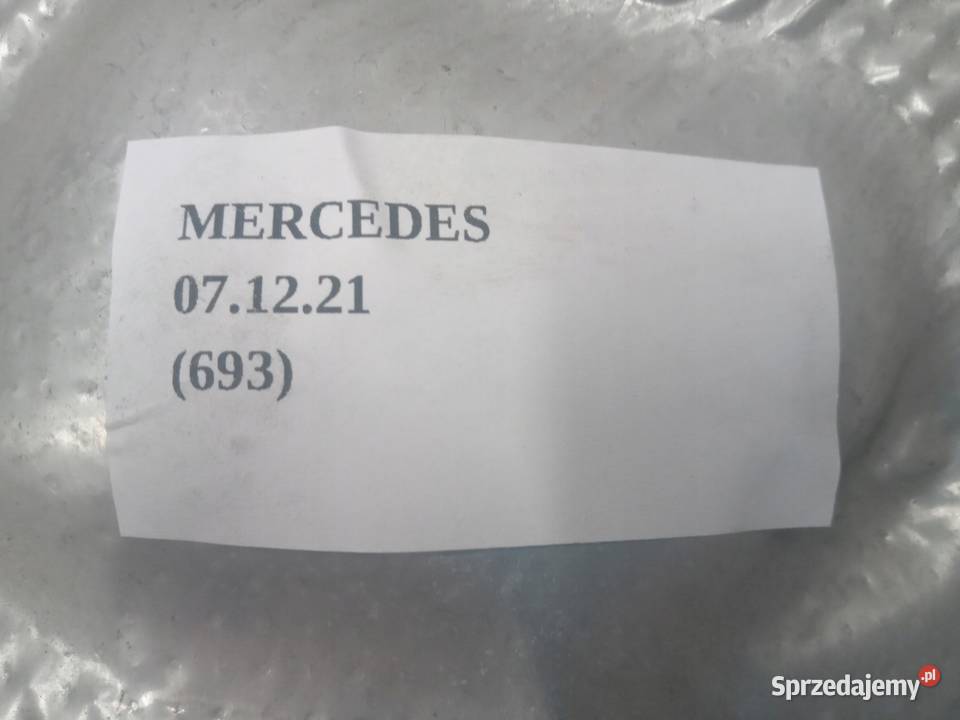 MERCEDES
07.12.21
(693)
Sprzedajemy.pl